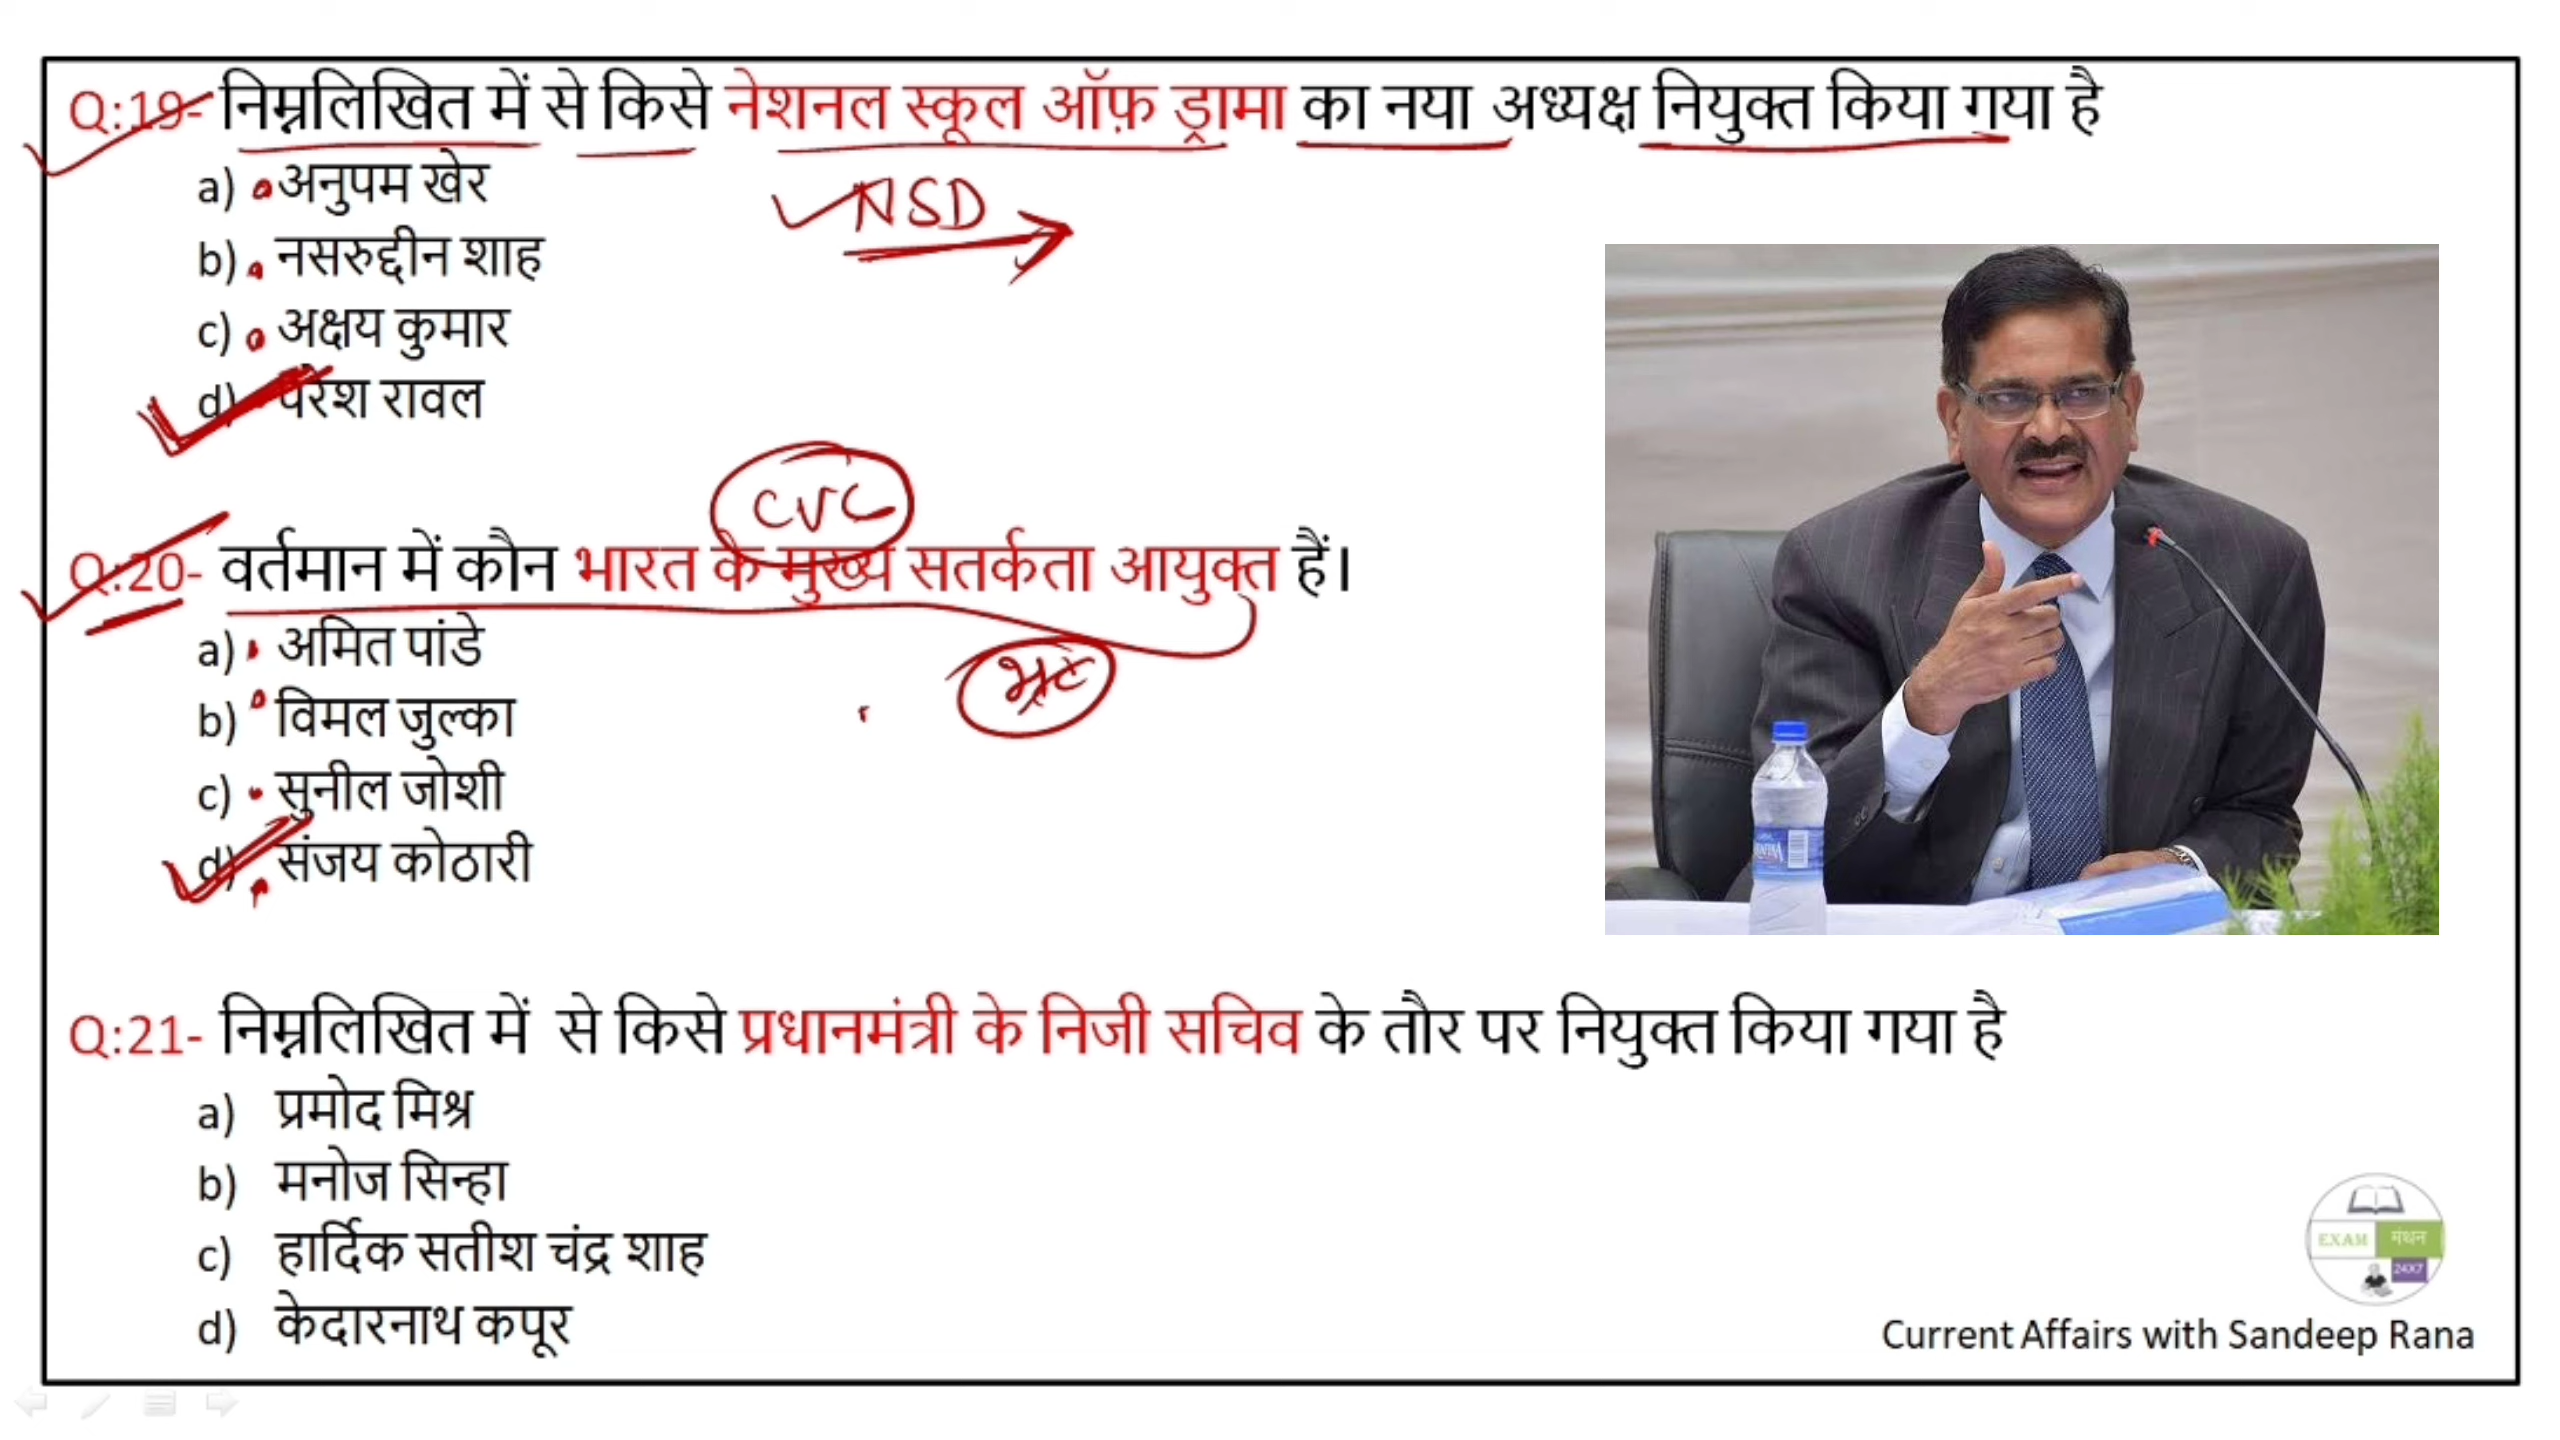 Q:19- निम्नलिखित में से किसे नेशनल स्कूल ऑफ़ ड्रामा का नया अध्यक्ष नियुक्त किया गया है
a) अनुपम खेर
NSD
b) नसरुद्दीन शाह
c) अक्षय कुमार
d) परेश रावल
CVC
Q:20- वर्तमान में कौन भारत के मुख्य सतर्कता आयुक्त हैं।
a) अमित पांडे
b) विमल जुल्का
c) सुनील जोशी
d) संजय कोठारी
Q:21- निम्नलिखित में से किसे प्रधानमंत्री के निजी सचिव के तौर पर नियुक्त किया गया है
a) प्रमोद मिश्र
b) मनोज सिन्हा
c) हार्दिक सतीश चंद्र शाह
d) केदारनाथ कपूर
EXAM मंथन
24X7
Current Affairs with Sandeep Rana